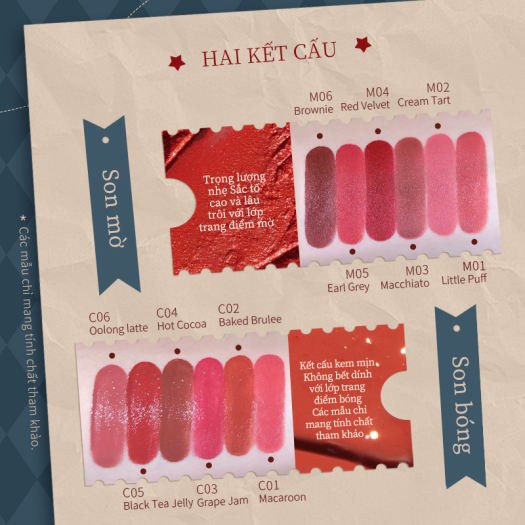 HAI KẾT CẤU
M06
Brownie
M04
Red Velvet
M02
Cream Tart
Son mờ
Trọng lượng
nhẹ Sắc tố
cao và lâu
trôi với lớp
trang điểm mờ
M05
Earl Grey
M03
Macchiato
M01
Little Puff
* Các mẫu chỉ mang tính chất tham khảo.
C06
Oolong latte
C04
Hot Cocoa
C02
Baked Brulee
Kết cấu kem mịn
Không bết dính
với lớp trang
điểm bóng
Các mẫu chỉ
mang tính chất
tham khảo
Son bóng
C05
Black Tea Jelly
C03
Grape Jam
C01
Macaroon